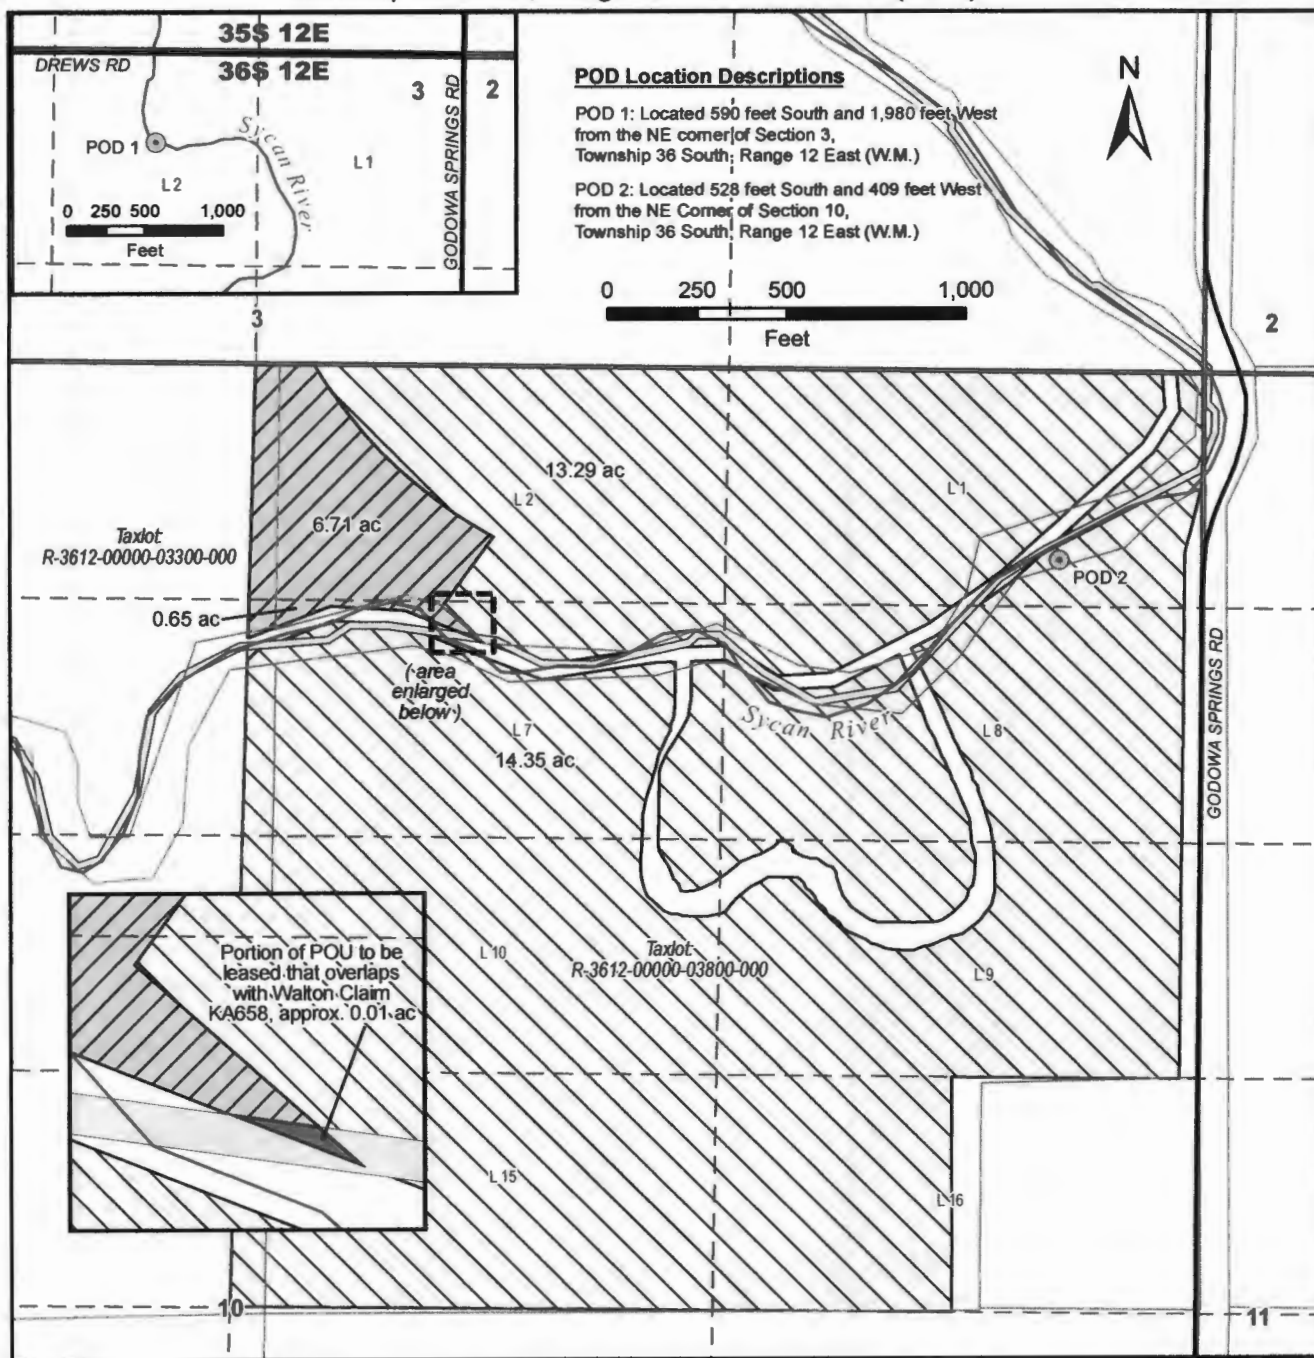 35S 12E
DREWS RD
36S 12E
3
2
GODOWA SPRINGS RD
POD 1
Sycan River
L1
L2
0 250 500 1,000
Feet
POD Location Descriptions
POD 1: Located 590 feet South and 1,980 feet West
from the NE corner of Section 3,
Township 36 South, Range 12 East (W.M.)
POD 2: Located 528 feet South and 409 feet West
from the NE Corner of Section 10,
Township 36 South, Range 12 East (W.M.)
N
0 250 500 1,000
Feet
3
2
13.29 ac
L2
L1
6.71 ac
Taxlot:
R-3612-00000-03300-000
POD 2
0.65 ac
(area
enlarged
below)
L7
14.35 ac
Sycan River
L8
GODOWA SPRINGS RD
Portion of POU to be
leased that overlaps
with Walton Claim
KA658, approx. 0.01 ac
L10
Taxlot:
R-3612-00000-03800-000
L9
L15
L16
10
11